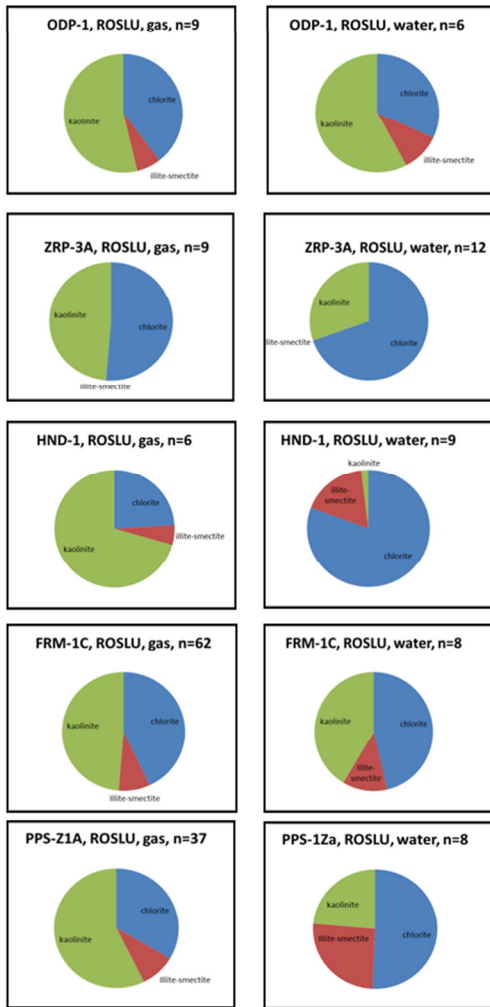 ODP-1, ROSLU, gas, n=9
chlorite
kaolinite
illite-smectite
ODP-1, ROSLU, water, n=6
chlorite
kaolinite
illite-smectite
ZRP-3A, ROSLU, gas, n=9
kaolinite
chlorite
illite-smectite
ZRP-3A, ROSLU, water, n=12
kaolinite
illite-smectite
chlorite
HND-1, ROSLU, gas, n=6
chlorite
illite-smectite
kaolinite
HND-1, ROSLU, water, n=9
kaolinite
illite-
smectite
chlorite
FRM-1C, ROSLU, gas, n=62
kaolinite
chlorite
Illite-smectite
FRM-1C, ROSLU, water, n=8
kaolinite
chlorite
Illite-
smectite
PPS-Z1A, ROSLU, gas, n=37
chlorite
kaolinite
Illite-smectite
PPS-1Za, ROSLU, water, n=8
kaolinite
Illite-smectite
chlorite